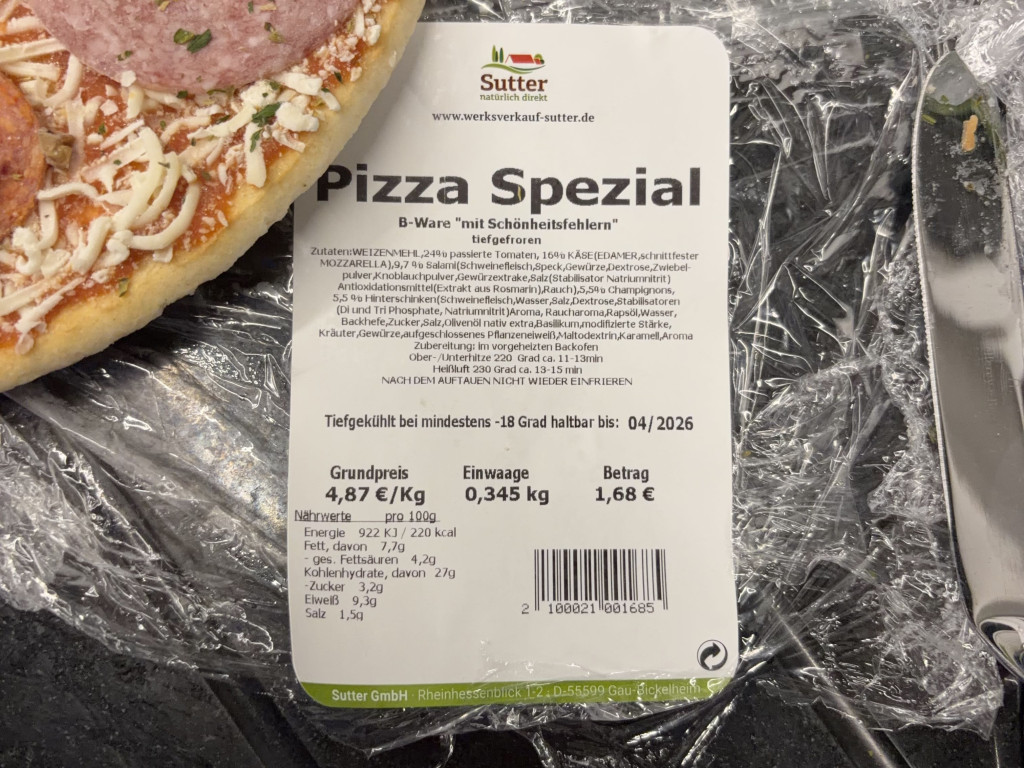 Sutter
natürlich direkt
www.werksverkauf-sutter.de
Pizza Spezial
B-Ware "mit Schönheitsfehlern"
tiefgefroren
Zutaten:WEIZENMEHL,24% passierte Tomaten, 16% KÄSE(EDAMER,schnittfester
MOZZARELLA),9,7 % Salami(Schweinefleisch,Speck,Gewürze,Dextrose,Zwiebel-
pulver,Knoblauchpulver,Gewürzextrake,Salz(Stabilisator Natriumnitrit)
Antioxidationsmittel(Extrakt aus Rosmarin),Rauch),5,5% Champignons,
5,5 % Hinterschinken(Schweinefleisch,Wasser,Salz,Dextrose,Stabilisatoren
(Di und Tri Phosphate, Natriumnitrit)Aroma, Raucharoma,Rapsöl,Wasser,
Backhefe,Zucker,Salz,Olivenöl nativ extra,Basilikum,modifizierte Stärke,
Kräuter,Gewürze,aufgeschlossenes Pflanzeneiweiß,Maltodextrin,Karamell,Aroma
Zubereitung: im vorgeheizten Backofen
Ober-/Unterhitze 220 Grad ca. 11-13min
Heißluft 230 Grad ca. 13-15 min
NACH DEM AUFTAUEN NICHT WIEDER EINFRIEREN
Tiefgekühlt bei mindestens -18 Grad haltbar bis: 04/2026
Grundpreis Einwaage Betrag
4,87 €/Kg 0,345 kg 1,68 €
Nährwerte pro 100g
Energie 922 KJ / 220 kcal
Fett, davon 7,7g
- ges. Fettsäuren 4,2g
Kohlenhydrate, davon 27g
-Zucker 3,2g
Eiweiß 9,3g
Salz 1,5g
2 100021 001685
Sutter GmbH · Rheinhessenblick 1-2 . D-55599 Gau-Bickelheim